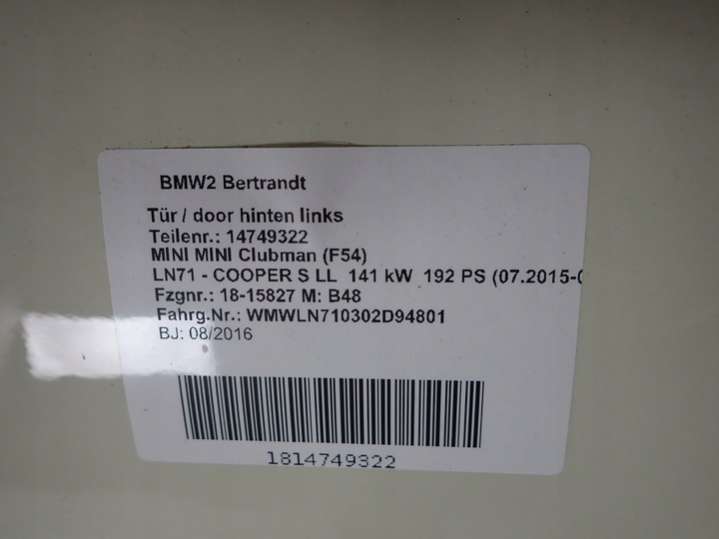 BMW2 Bertrandt
Tür / door hinten links
Teilenr.: 14749322
MINI MINI Clubman (F54)
LN71 - COOPER S LL 141 kW 192 PS (07.2015-0
Fzgnr.: 18-15827 M: B48
Fahrg.Nr.: WMWLN710302D94801
BJ: 08/2016
1814749322